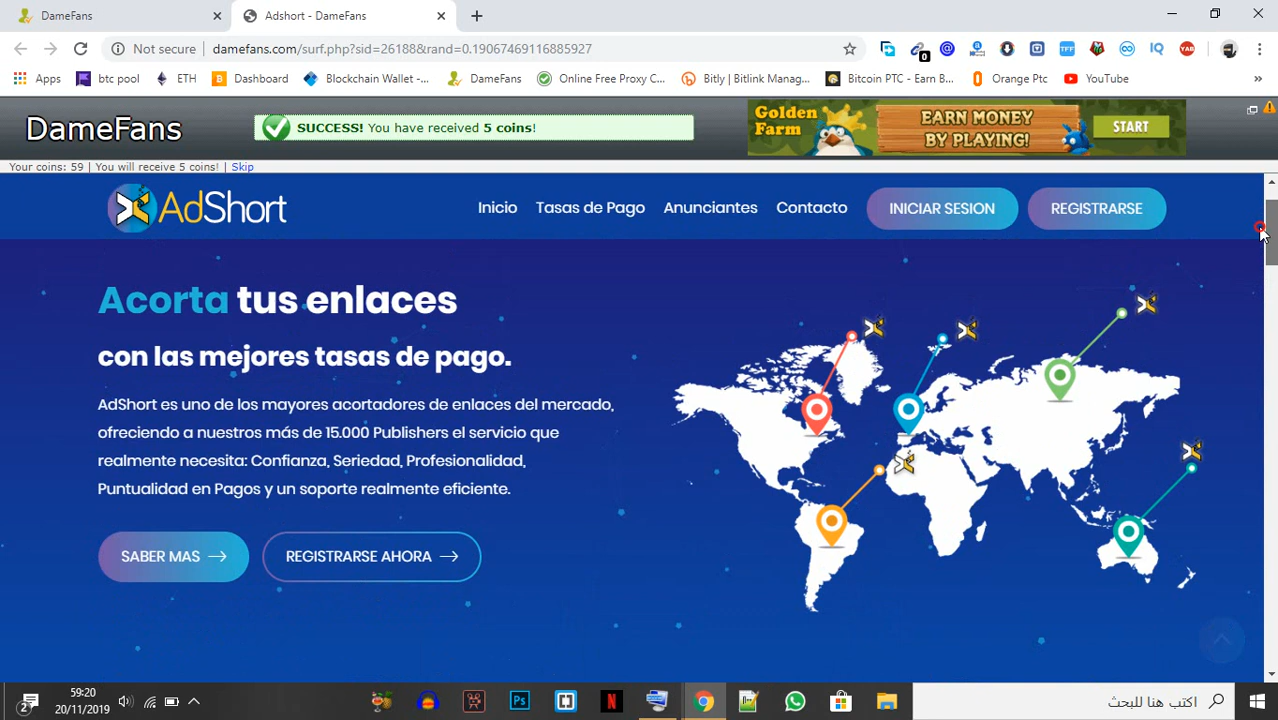 DameFans
Adshort - DameFans
Not secure
damefans.com/surf.php?sid=26188&rand=0.19067469116885927
0
TFF
IQ
YAB
Apps
btc pool
ETH
Dashboard
Blockchain Wallet -...
DameFans
Online Free Proxy C...
Bitly | Bitlink Manag...
Bitcoin PTC - Earn B...
Orange Ptc
YouTube
»
DameFans
SUCCESS! You have received 5 coins!
Golden
Farm
EARN MONEY
BY PLAYING!
START
Your coins: 59 | You will receive 5 coins! | Skip
AdShort
Inicio
Tasas de Pago
Anunciantes
Contacto
INICIAR SESION
REGISTRARSE
Acorta tus enlaces
con las mejores tasas de pago.
AdShort es uno de los mayores acortadores de enlaces del mercado,
ofreciendo a nuestros más de 15.000 Publishers el servicio que
realmente necesita: Confianza, Seriedad, Profesionalidad,
Puntualidad en Pagos y un soporte realmente eficiente.
SABER MAS
REGISTRARSE AHORA
2
59:20
20/11/2019
Ps
N
اكتب هنا للبحث